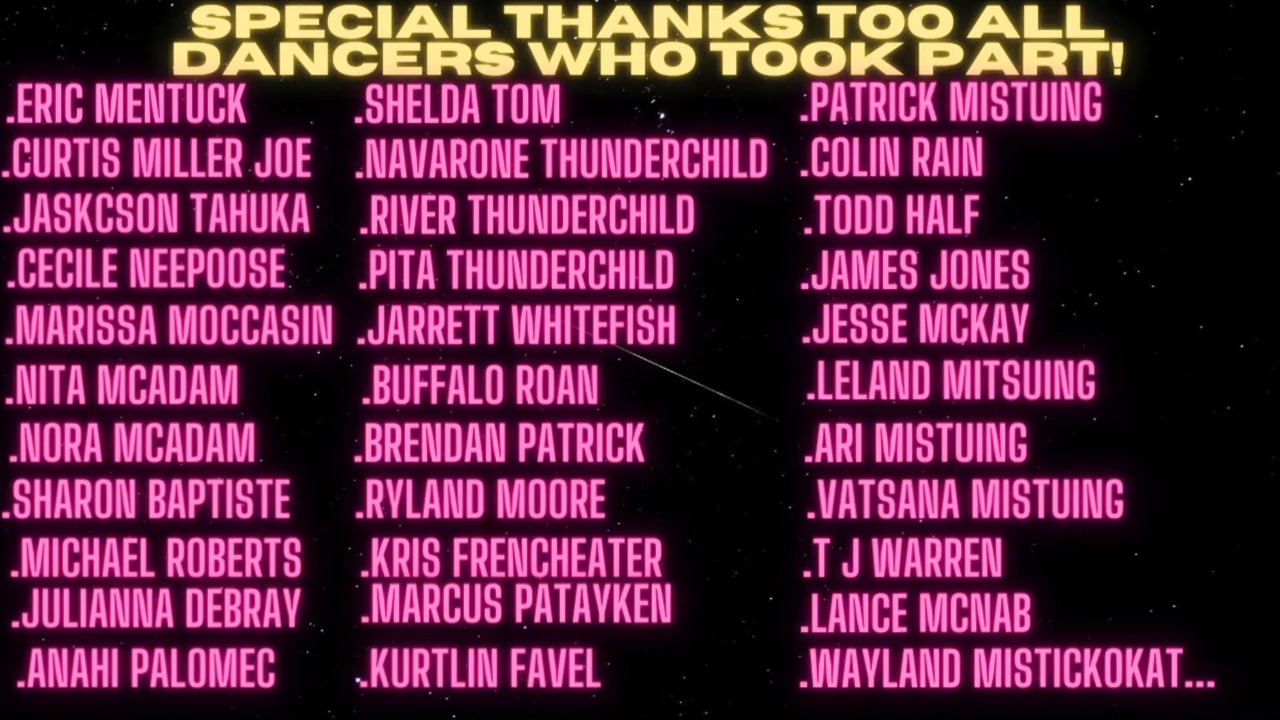 SPECIAL THANKS TOO ALL
DANCERS WHO TOOK PART!
.ERIC MENTUCK
.CURTIS MILLER JOE
.JASKCSON TAHUKA
.CECILE NEEPOOSE
.MARISSA MOCCASIN
.NITA MCADAM
.NORA MCADAM
.SHARON BAPTISTE
.MICHAEL ROBERTS
.JULIANNA DEBRAY
.ANAHI PALOMEC
.SHELDA TOM
.NAVARONE THUNDERCHILD
.RIVER THUNDERCHILD
.PITA THUNDERCHILD
.JARRETT WHITEFISH
.BUFFALO ROAN
.BRENDAN PATRICK
.RYLAND MOORE
.KRIS FRENCHEATER
.MARCUS PATAYKEN
.KURTLIN FAVEL
.PATRICK MISTUING
.COLIN RAIN
.TODD HALF
.JAMES JONES
.JESSE MCKAY
.LELAND MITSUING
.ARI MISTUING
.VATSANA MISTUING
.T J WARREN
.LANCE MCNAB
.WAYLAND MISTICKOKAT...